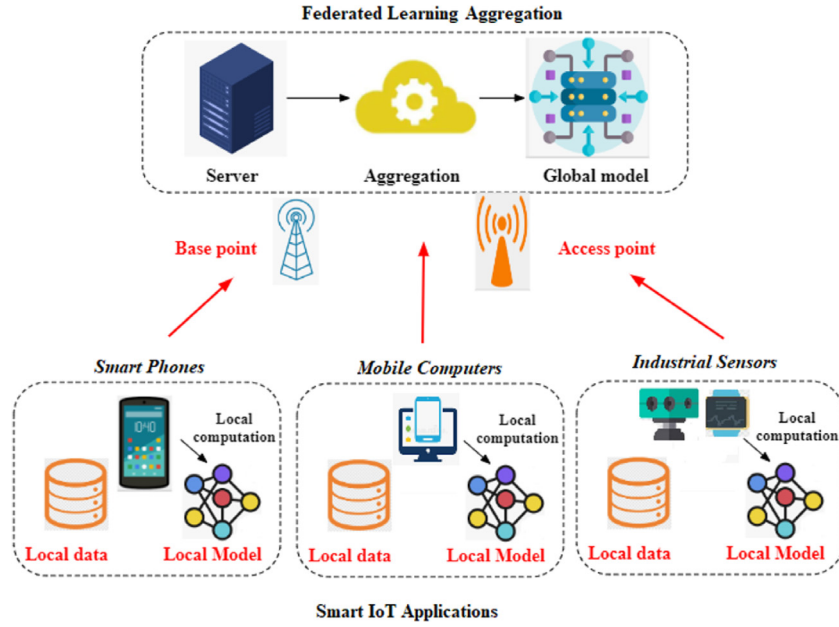 Federated Learning Aggregation
Server
Aggregation
Global model
Base point
Access point
Smart Phones
Mobile Computers
Industrial Sensors
Local
computation
Local
computation
Local
computation
10:40
Local data
Local Model
Local data
Local Model
Local data
Local Model
Smart IoT Applications